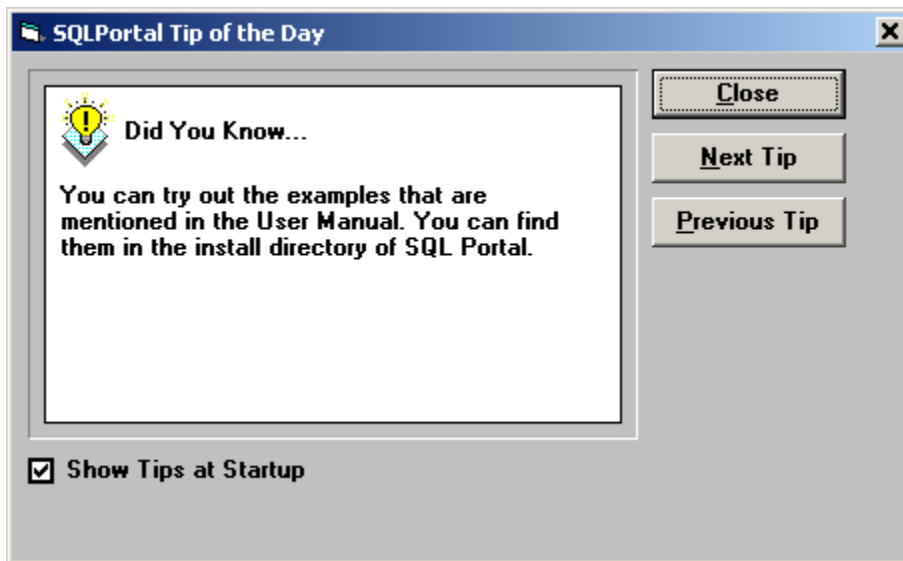 SQLPortal Tip of the Day
Did You Know...
You can try out the examples that are
mentioned in the User Manual. You can find
them in the install directory of SQL Portal.
Close
Next Tip
Previous Tip
Show Tips at Startup